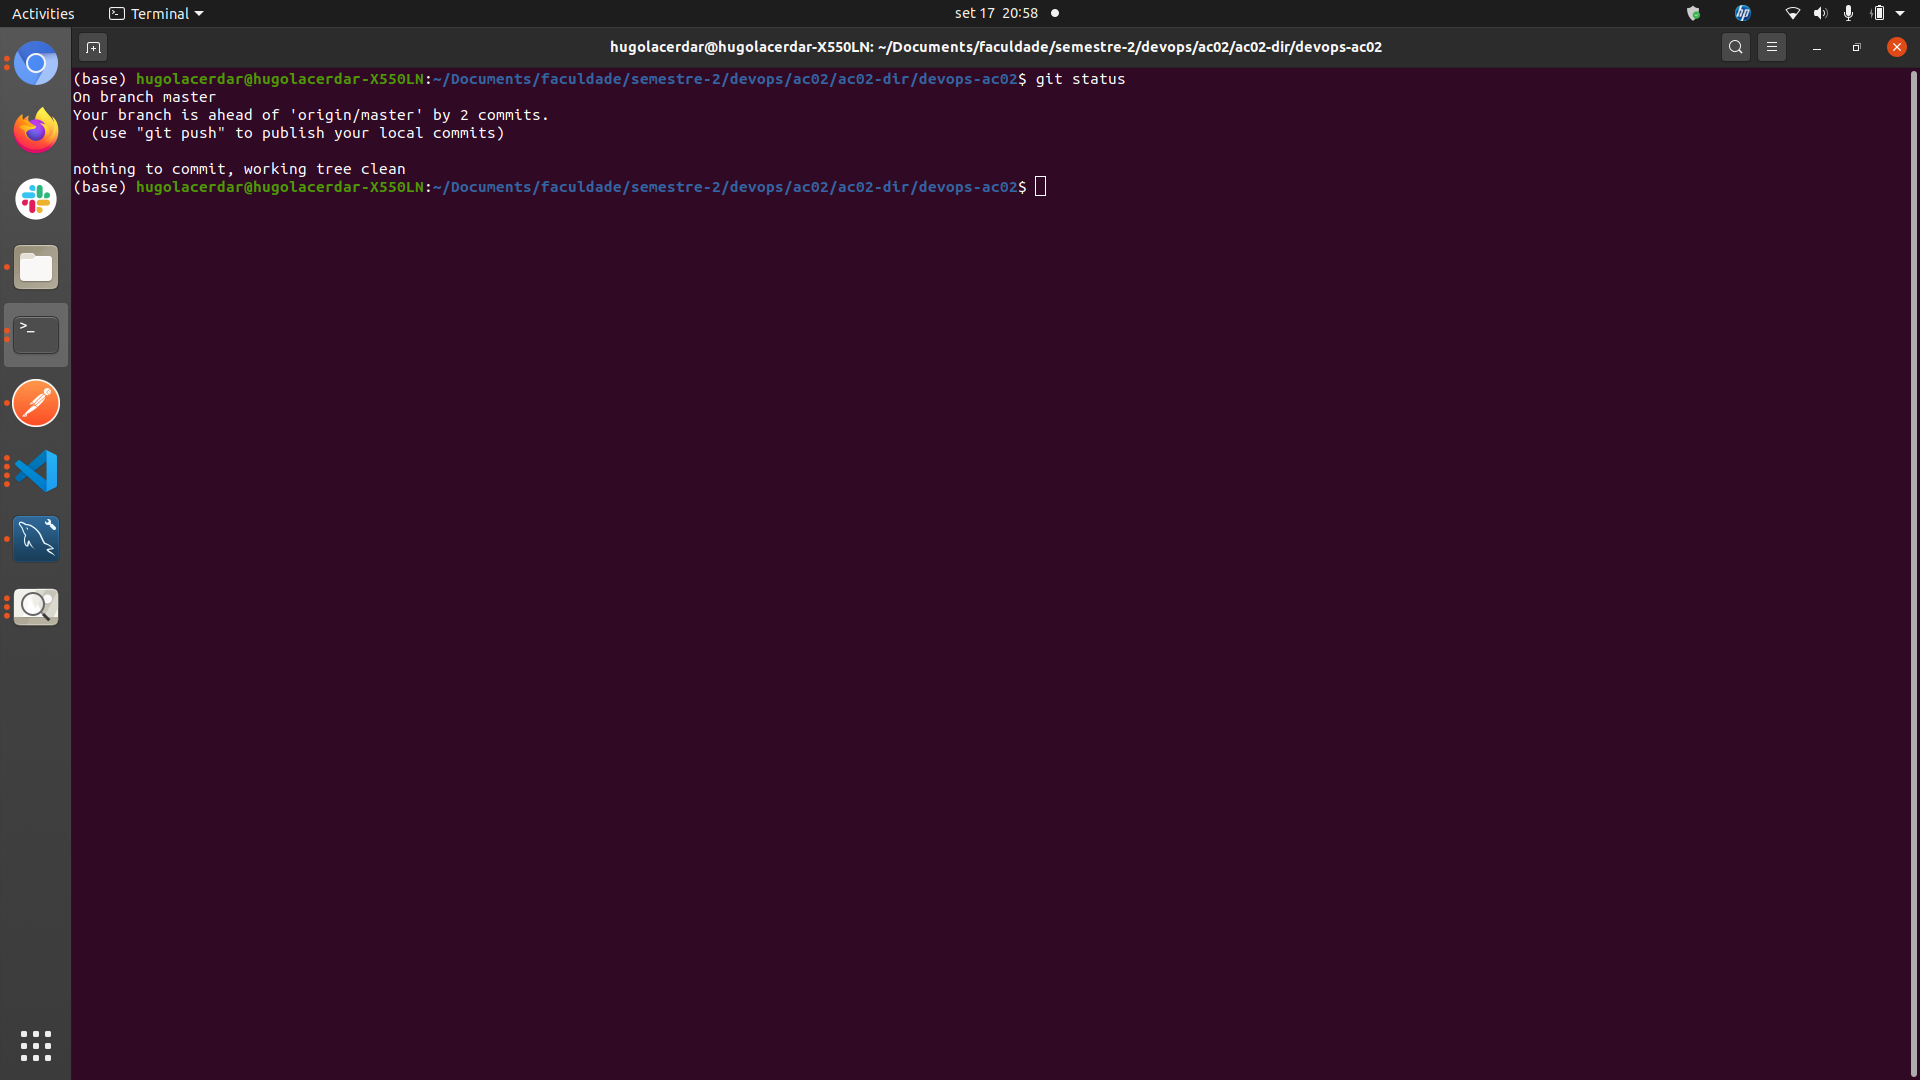 Activities
Terminal
set 17 20:58
hp
hugolacerdar@hugolacerdar-X550LN: ~/Documents/faculdade/semestre-2/devops/ac02/ac02-dir/devops-ac02
(base) hugolacerdar@hugolacerdar-X550LN:~/Documents/faculdade/semestre-2/devops/ac02/ac02-dir/devops-ac02$ git status
On branch master
Your branch is ahead of 'origin/master' by 2 commits.
  (use "git push" to publish your local commits)
nothing to commit, working tree clean
(base) hugolacerdar@hugolacerdar-X550LN:~/Documents/faculdade/semestre-2/devops/ac02/ac02-dir/devops-ac02$
>_